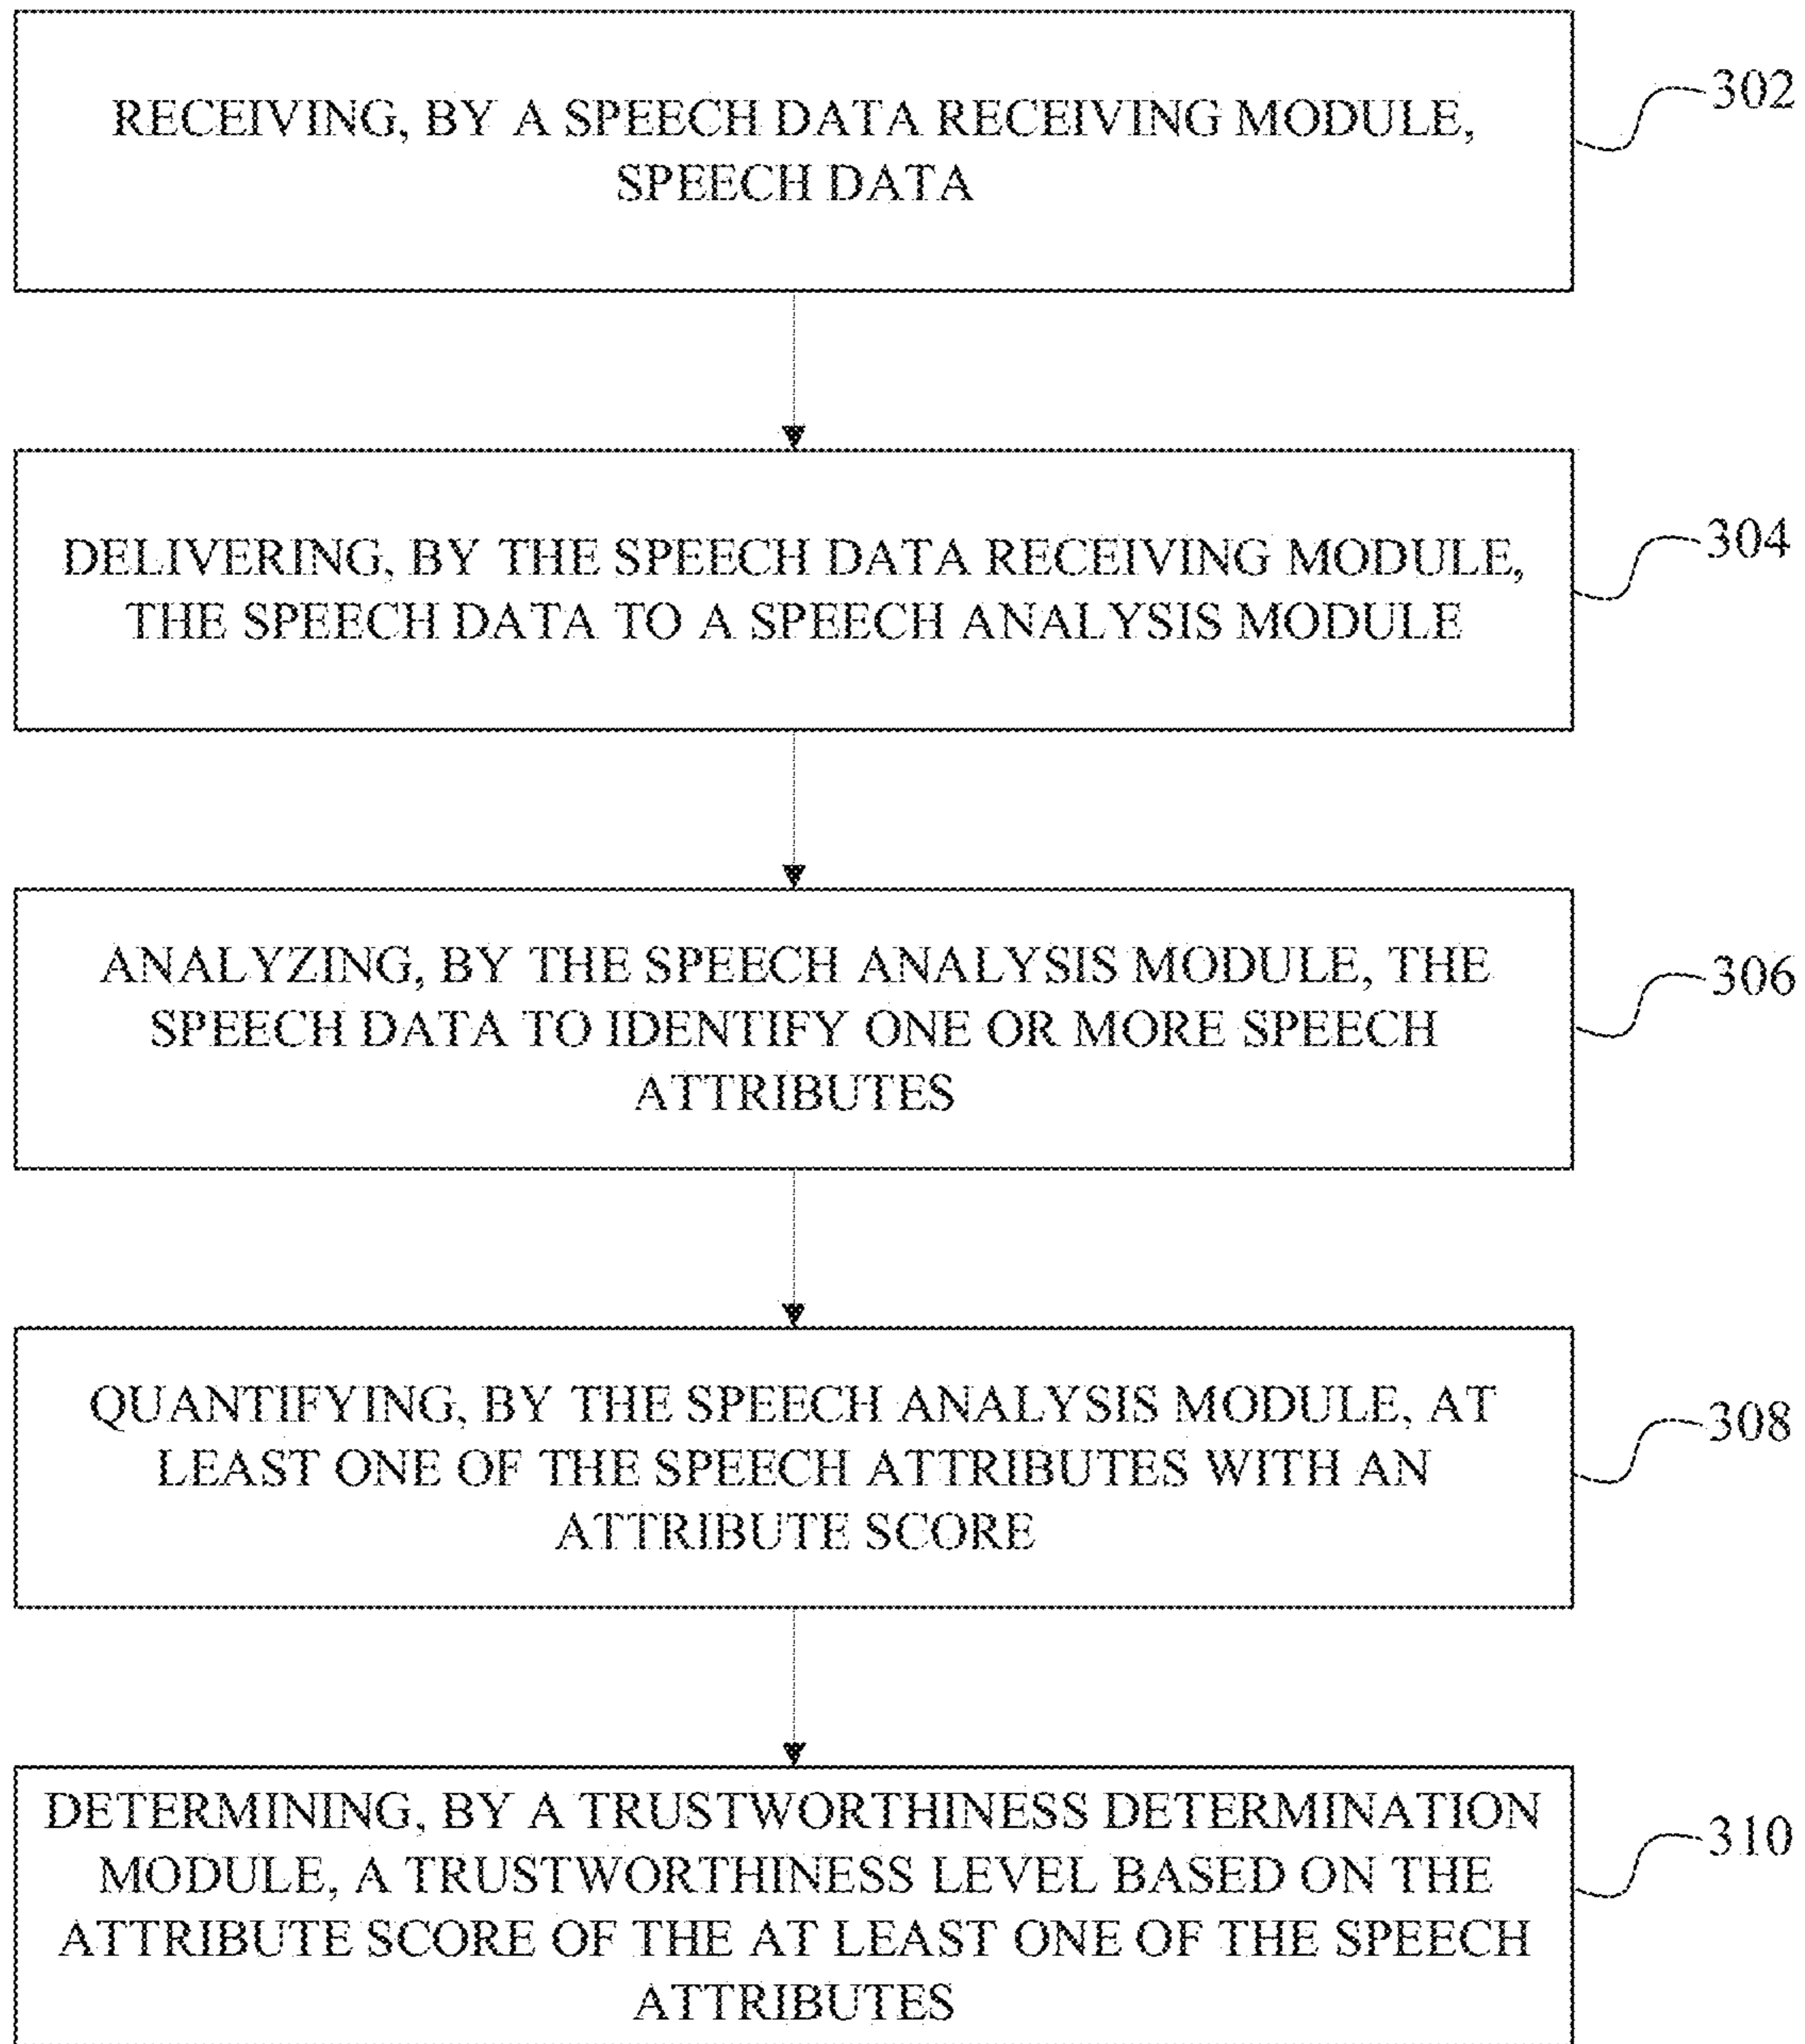 RECEIVING, BY A SPEECH DATA RECEIVING MODULE,
SPEECH DATA
302
DELIVERING, BY THE SPEECH DATA RECEIVING MODULE,
THE SPEECH DATA TO A SPEECH ANALYSIS MODULE
304
ANALYZING, BY THE SPEECH ANALYSIS MODULE, THE
SPEECH DATA TO IDENTIFY ONE OR MORE SPEECH
ATTRIBUTES
306
QUANTIFYING, BY THE SPEECH ANALYSIS MODULE, AT
LEAST ONE OF THE SPEECH ATTRIBUTES WITH AN
ATTRIBUTE SCORE
308
DETERMINING, BY A TRUSTWORTHINESS DETERMINATION
MODULE, A TRUSTWORTHINESS LEVEL BASED ON THE
ATTRIBUTE SCORE OF THE AT LEAST ONE OF THE SPEECH
ATTRIBUTES
310